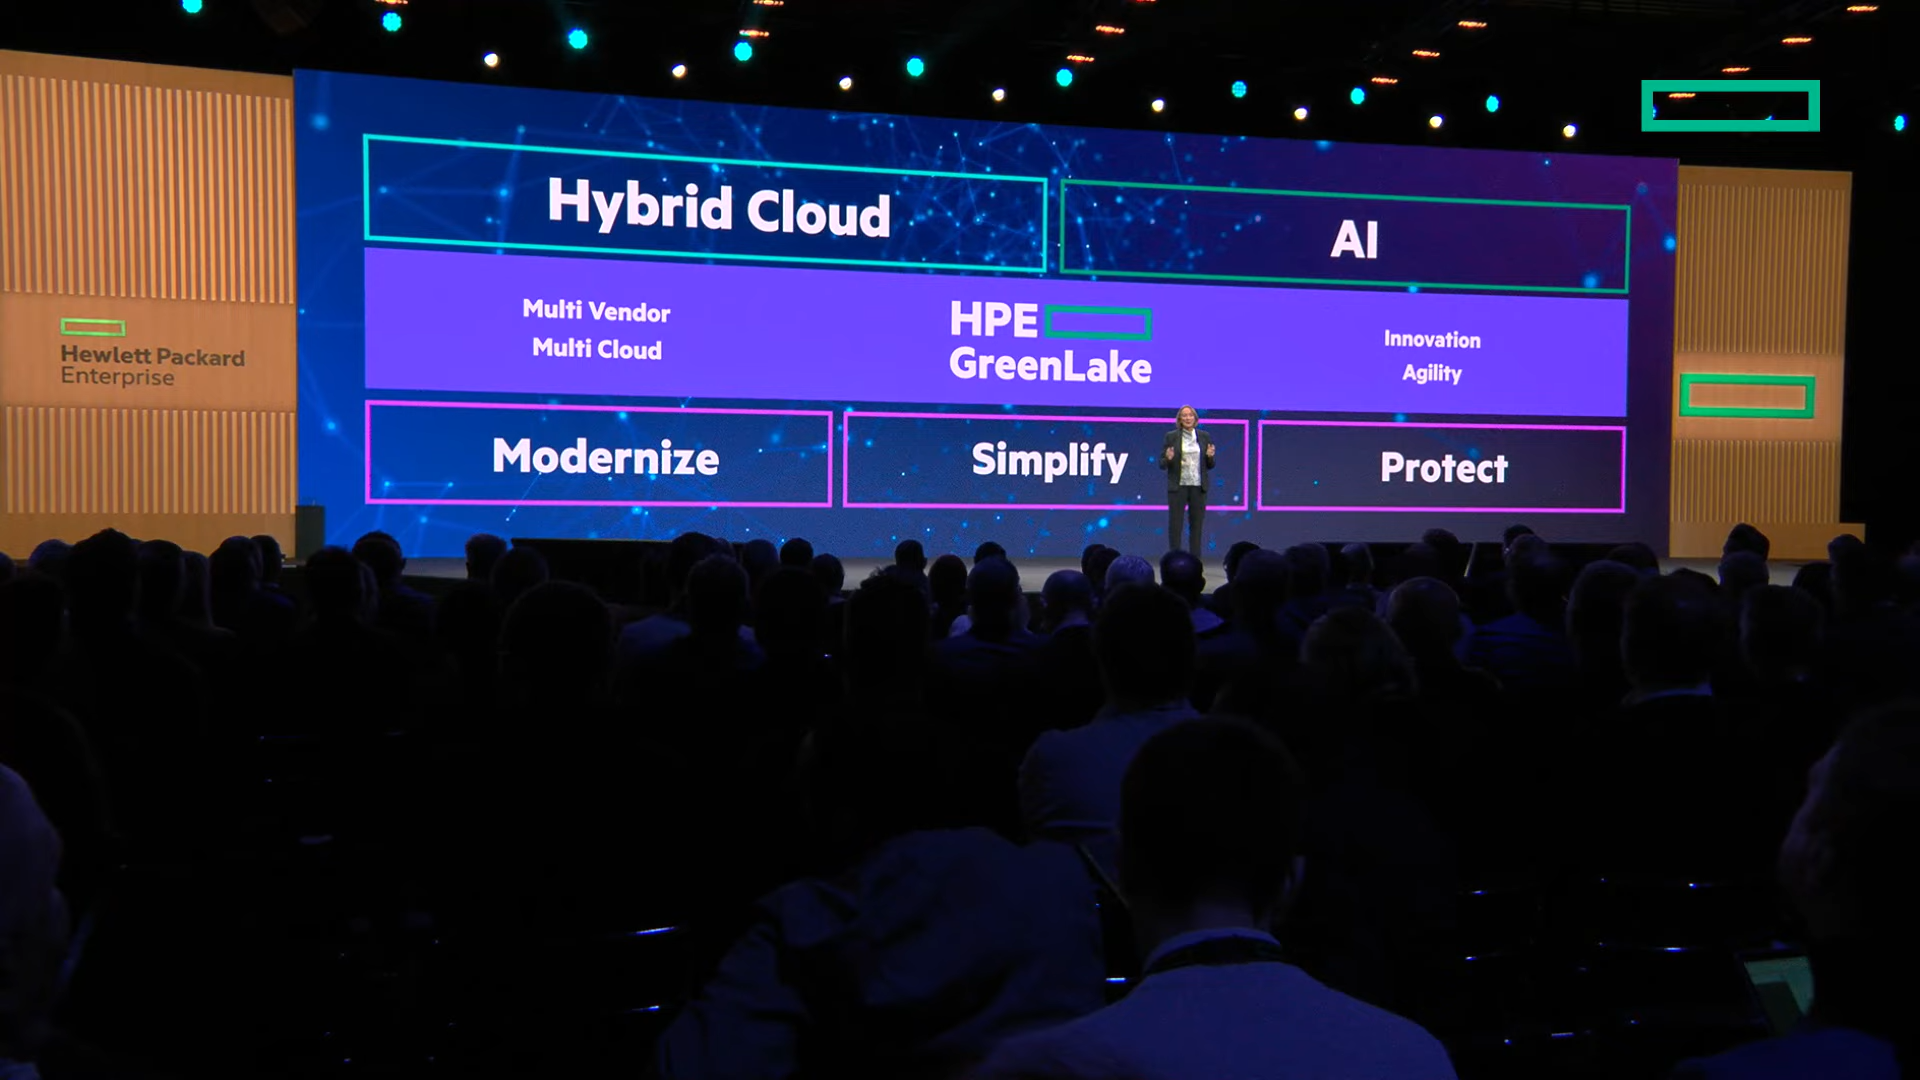 Hybrid Cloud
AI
Multi Vendor
Multi Cloud
HPE
GreenLake
Innovation
Agility
Modernize
Simplify
Protect
Hewlett Packard
Enterprise